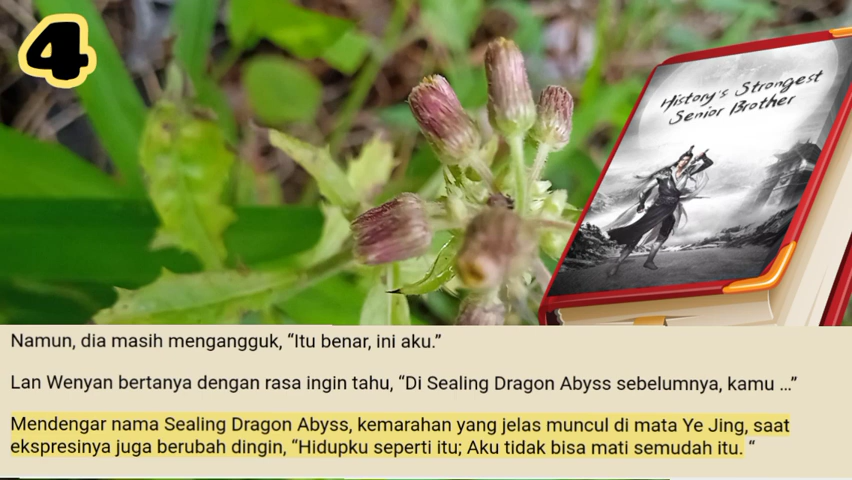 4
History's Strongest
Senior Brother
Namun, dia masih mengangguk, “Itu benar, ini aku.”
Lan Wenyan bertanya dengan rasa ingin tahu, “Di Sealing Dragon Abyss sebelumnya, kamu ...”
Mendengar nama Sealing Dragon Abyss, kemarahan yang jelas muncul di mata Ye Jing, saat
ekspresinya juga berubah dingin, “Hidupku seperti itu; Aku tidak bisa mati semudah itu. “